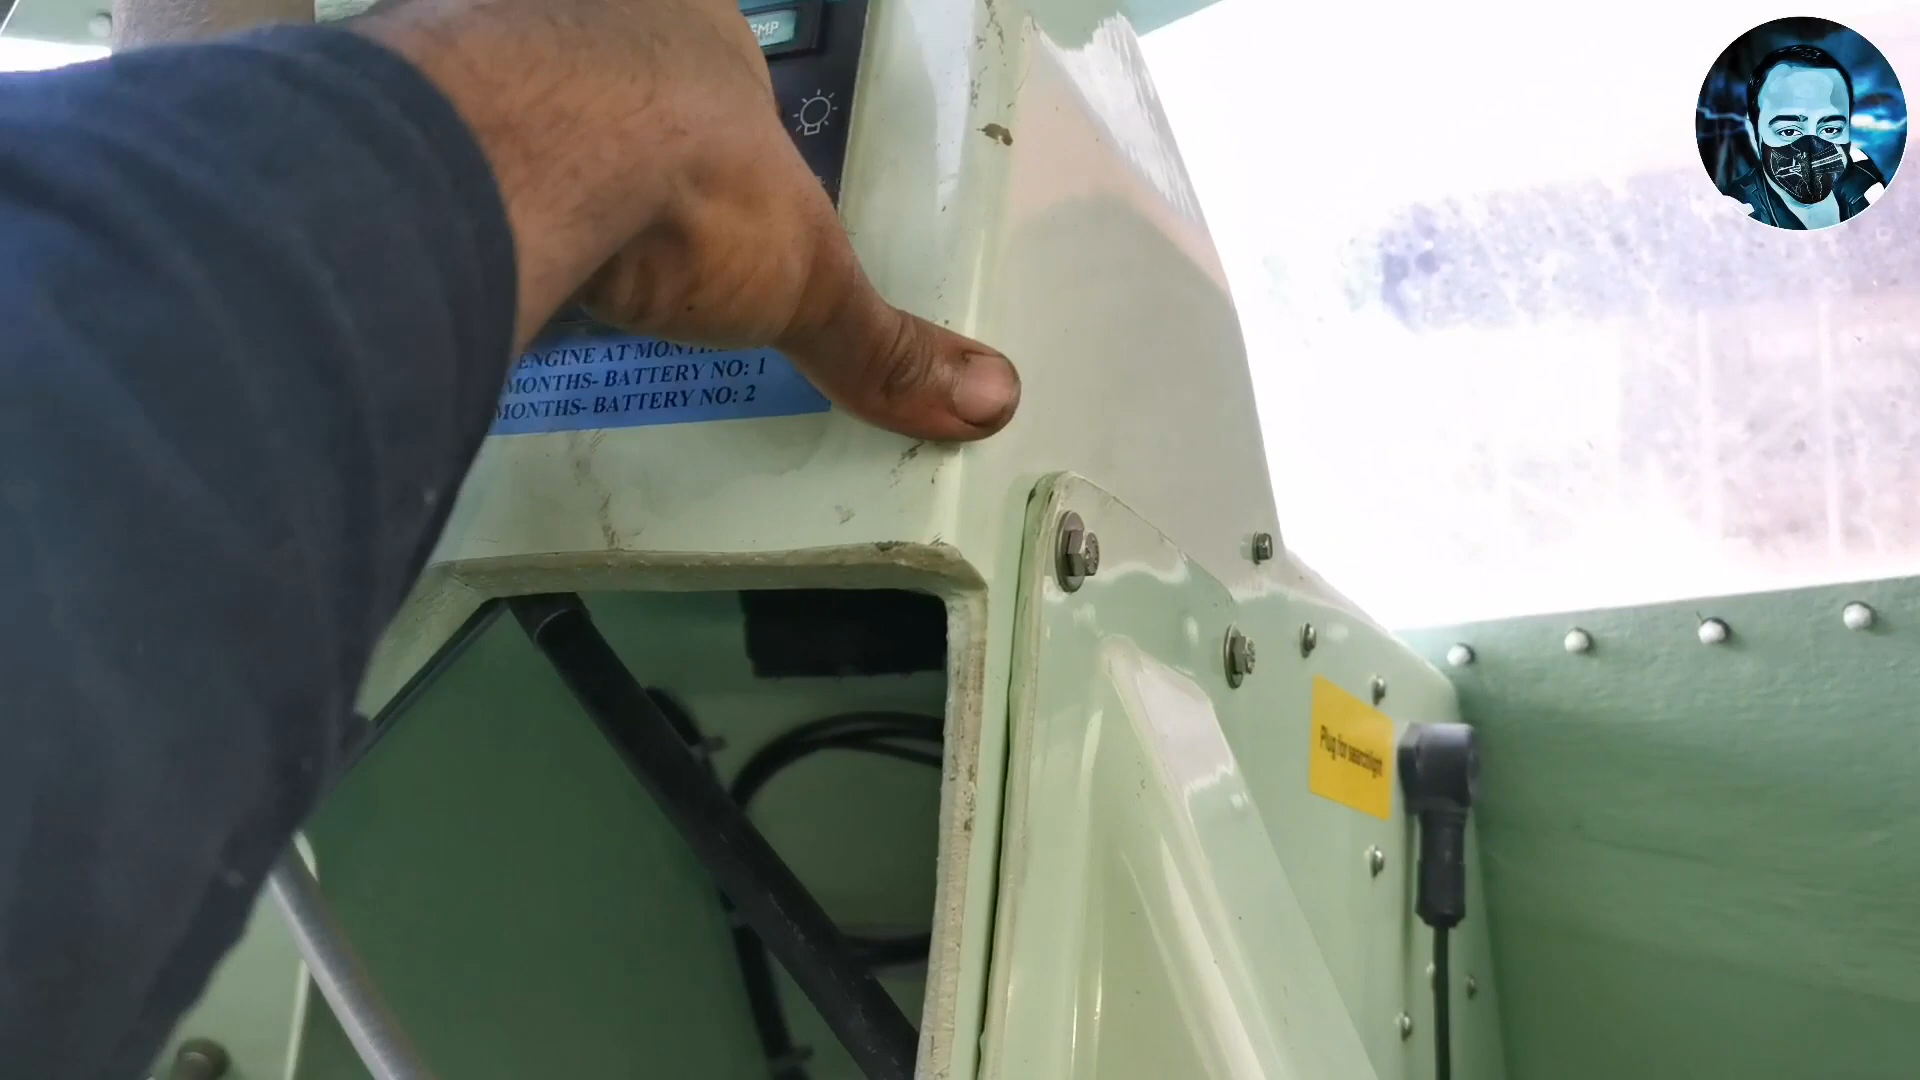 EMP
ENGINE AT MONTH
MONTHS- BATTERY NO: 1
MONTHS- BATTERY NO: 2
Plug for searchlight